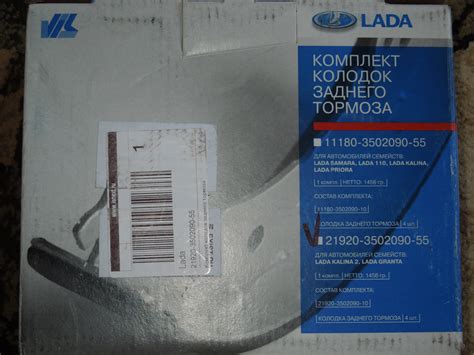 LADA
КОМПЛЕКТ
КОЛОДОК
ЗАДНЕГО
ТОРМОЗА
11180-3502090-55
ДЛЯ АВТОМОБИЛЕЙ СЕМЕЙСТВ:
LADA SAMARA, LADA 110, LADA KALINA,
LADA PRIORA
1 компл. НЕТТО: 1458 гр.
СОСТАВ КОМПЛЕКТА:
11180-3502090-10
КОЛОДКА ЗАДНЕГО ТОРМОЗА 4 шт.
21920-3502090-55
ДЛЯ АВТОМОБИЛЕЙ СЕМЕЙСТВ:
LADA KALINA 2, LADA GRANTA
1 компл. НЕТТО: 1458 гр.
СОСТАВ КОМПЛЕКТА:
21920-3502090-10
КОЛОДКА ЗАДНЕГО ТОРМОЗА 4 шт.
1
Lada
21920-3502090-55